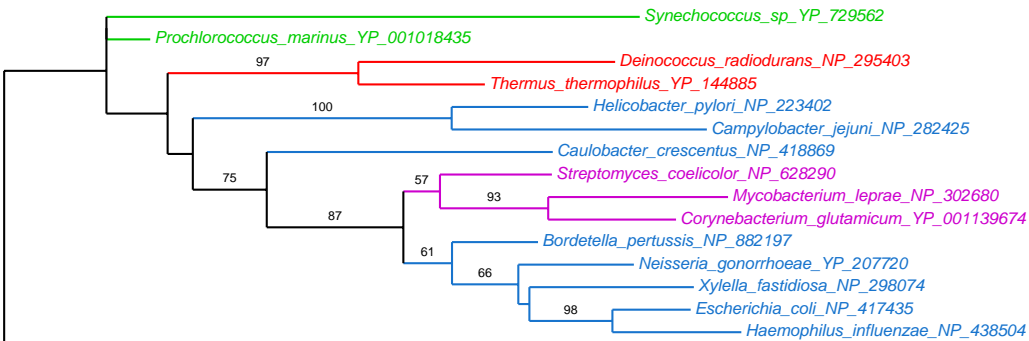 Synechococcus_sp_YP_729562
Prochlorococcus_marinus_YP_001018435
97
Deinococcus_radiodurans_NP_295403
Thermus_thermophilus_YP_144885
100
Helicobacter_pylori_NP_223402
Campylobacter_jejuni_NP_282425
Caulobacter_crescentus_NP_418869
75
57
Streptomyces_coelicolor_NP_628290
93
Mycobacterium_leprae_NP_302680
87
Corynebacterium_glutamicum_YP_001139674
Bordetella_pertussis_NP_882197
61
Neisseria_gonorrhoeae_YP_207720
66
Xylella_fastidiosa_NP_298074
98
Escherichia_coli_NP_417435
Haemophilus_influenzae_NP_438504